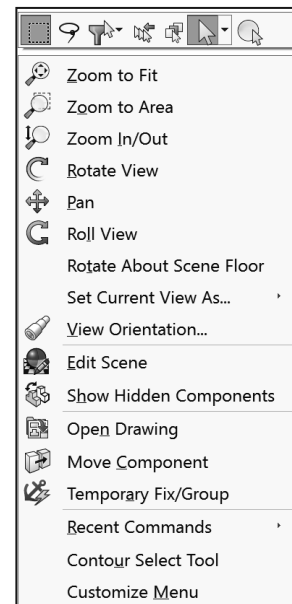 Zoom to Fit
Zoom to Area
Zoom In/Out
Rotate View
Pan
Roll View
Rotate About Scene Floor
Set Current View As...
View Orientation...
Edit Scene
Show Hidden Components
Open Drawing
Move Component
Temporary Fix/Group
Recent Commands
Contour Select Tool
Customize Menu